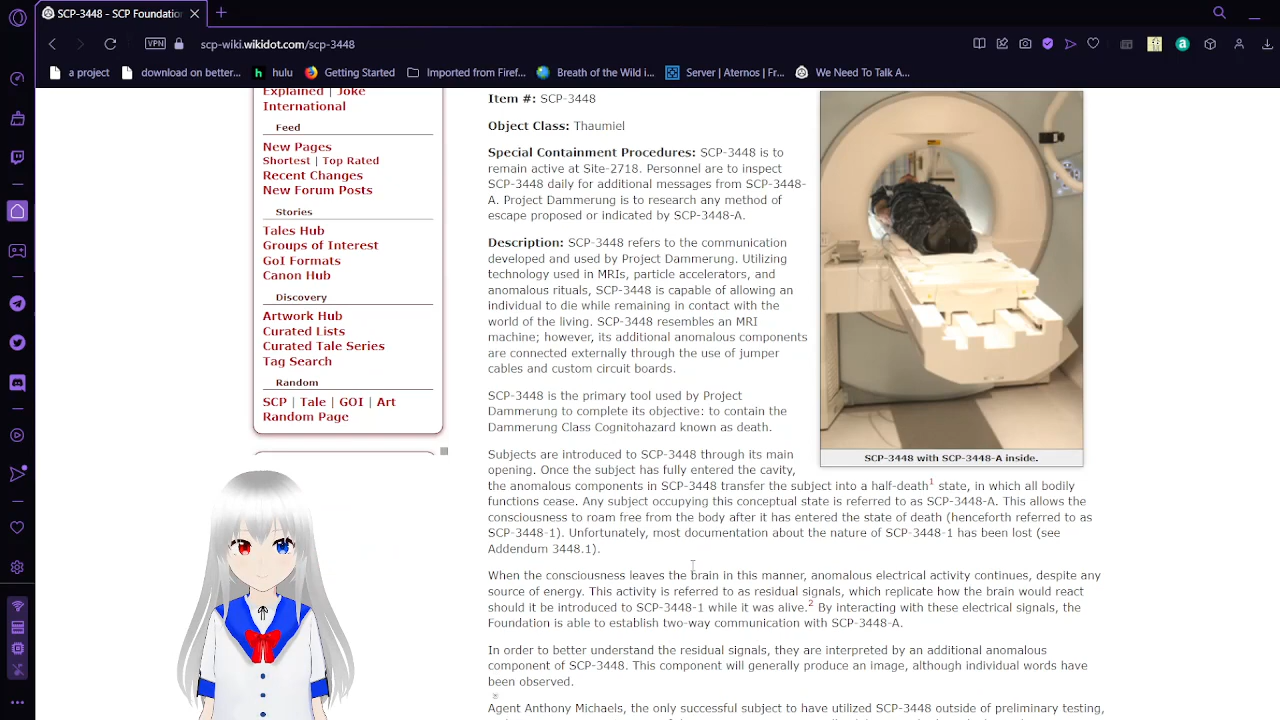 SCP-3448 - SCP Foundation
VPN
scp-wiki.wikidot.com/scp-3448
a project
download on better...
hulu
Getting Started
Imported from Firef...
Breath of the Wild i...
Server | Aternos | Fr...
We Need To Talk A...
Explained | Joke
International
Feed
New Pages
Shortest | Top Rated
Recent Changes
New Forum Posts
Stories
Tales Hub
Groups of Interest
GoI Formats
Canon Hub
Discovery
Artwork Hub
Curated Lists
Curated Tale Series
Tag Search
Random
SCP | Tale | GOI | Art
Random Page
Item #: SCP-3448
Object Class: Thaumiel
Special Containment Procedures: SCP-3448 is to
remain active at Site-2718. Personnel are to inspect
SCP-3448 daily for additional messages from SCP-3448-
A. Project Dammerung is to research any method of
escape proposed or indicated by SCP-3448-A.
Description: SCP-3448 refers to the communication
developed and used by Project Dammerung. Utilizing
technology used in MRIs, particle accelerators, and
anomalous rituals, SCP-3448 is capable of allowing an
individual to die while remaining in contact with the
world of the living. SCP-3448 resembles an MRI
machine; however, its additional anomalous components
are connected externally through the use of jumper
cables and custom circuit boards.
SCP-3448 is the primary tool used by Project
Dammerung to complete its objective: to contain the
Dammerung Class Cognitohazard known as death.
SCP-3448 with SCP-3448-A inside.
Subjects are introduced to SCP-3448 through its main
opening. Once the subject has fully entered the cavity,
the anomalous components in SCP-3448 transfer the subject into a half-death1 state, in which all bodily
functions cease. Any subject occupying this conceptual state is referred to as SCP-3448-A. This allows the
consciousness to roam free from the body after it has entered the state of death (henceforth referred to as
SCP-3448-1). Unfortunately, most documentation about the nature of SCP-3448-1 has been lost (see
Addendum 3448.1).
When the consciousness leaves the brain in this manner, anomalous electrical activity continues, despite any
source of energy. This activity is referred to as residual signals, which replicate how the brain would react
should it be introduced to SCP-3448-1 while it was alive.2 By interacting with these electrical signals, the
Foundation is able to establish two-way communication with SCP-3448-A.
In order to better understand the residual signals, they are interpreted by an additional anomalous
component of SCP-3448. This component will generally produce an image, although individual words have
been observed.
Agent Anthony Michaels, the only successful subject to have utilized SCP-3448 outside of preliminary testing,